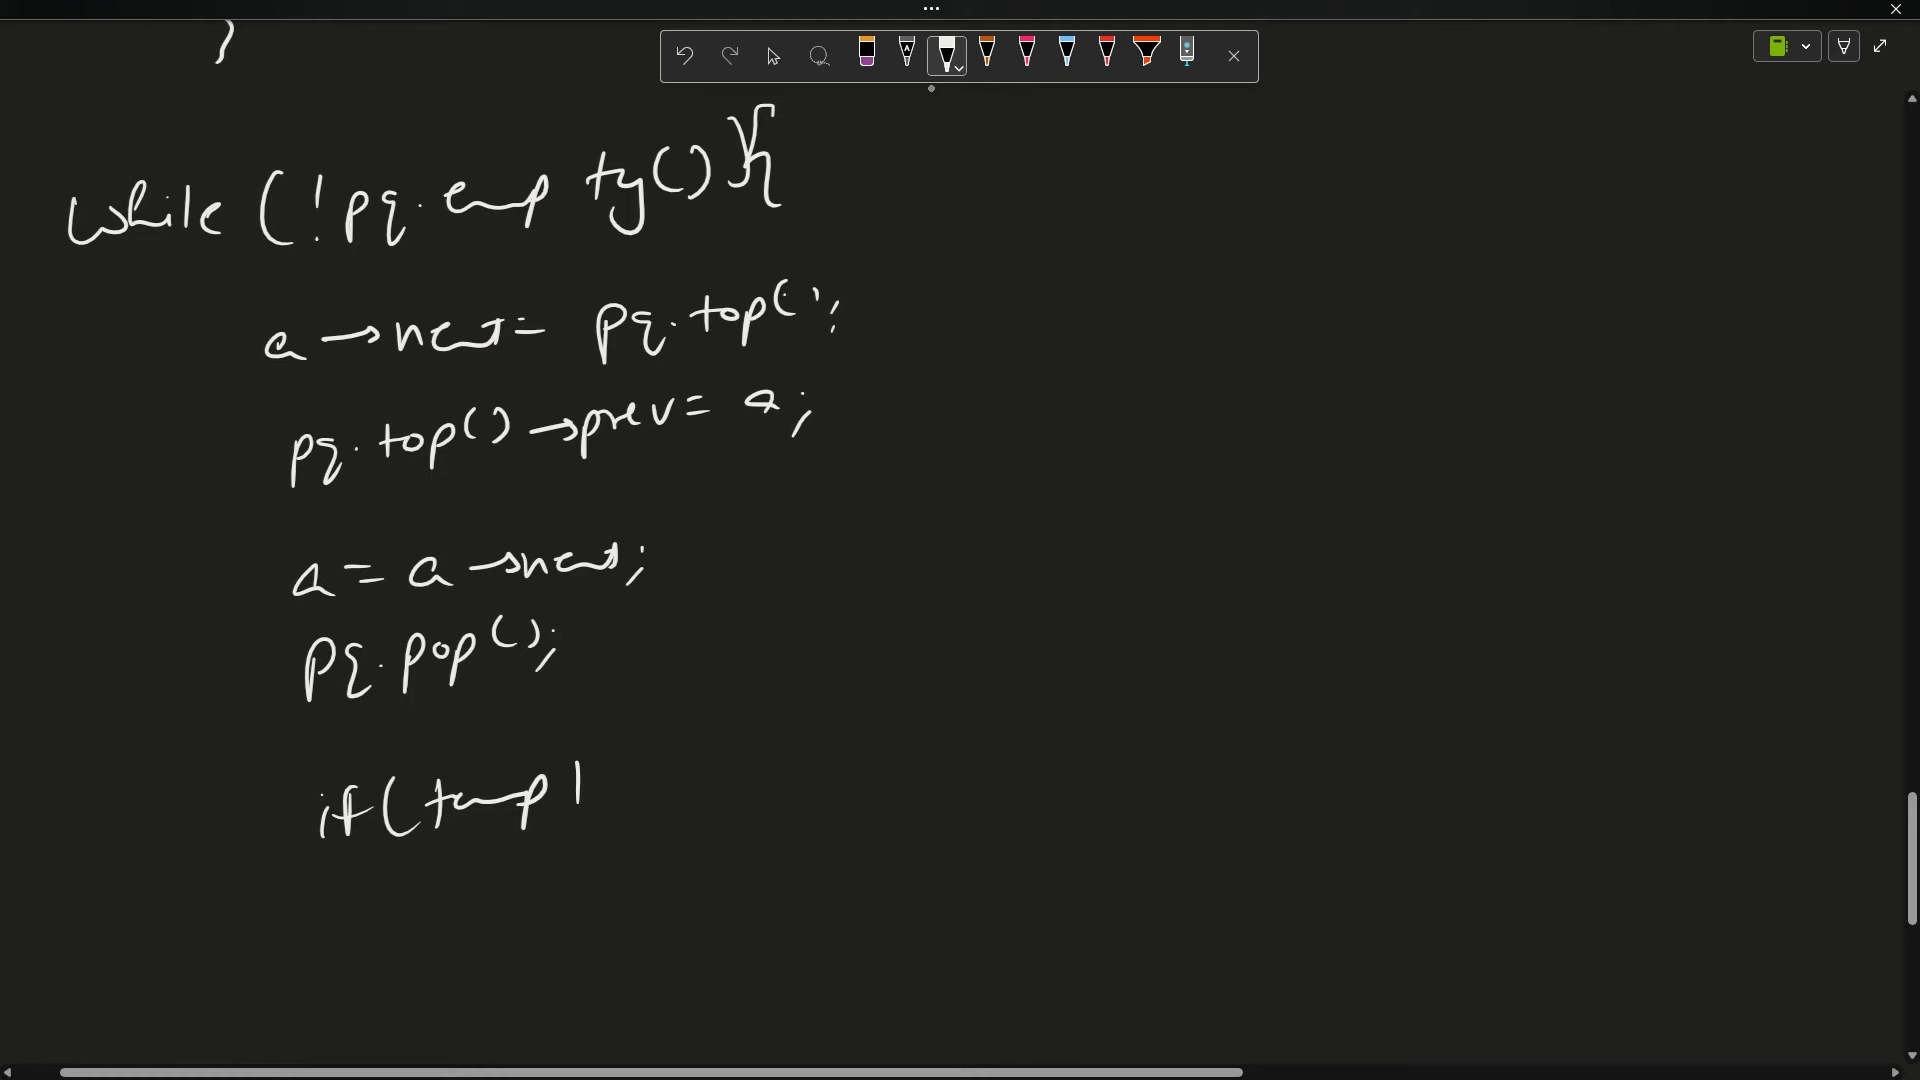 }
while (!pq.empty()){
a→next= pq.top();
pq.top()→prev= a;
a= a→next;
pq.pop();
if(temp |